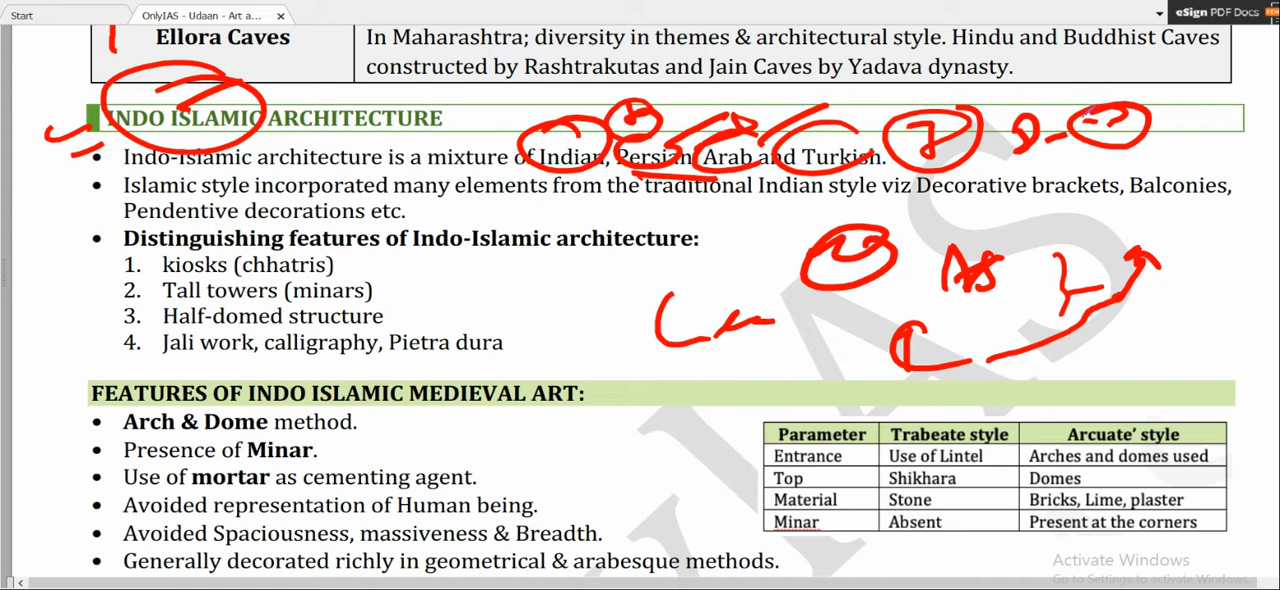 Start
OnlyIAS - Udaan - Art a...
eSign PDF Docs
Ellora Caves
In Maharashtra; diversity in themes & architectural style. Hindu and Buddhist Caves
constructed by Rashtrakutas and Jain Caves by Yadava dynasty.
INDO ISLAMIC ARCHITECTURE
• Indo-Islamic architecture is a mixture of Indian, Persian, Arab and Turkish.
• Islamic style incorporated many elements from the traditional Indian style viz Decorative brackets, Balconies,
Pendentive decorations etc.
• Distinguishing features of Indo-Islamic architecture:
1. kiosks (chhatris)
2. Tall towers (minars)
3. Half-domed structure
4. Jali work, calligraphy, Pietra dura
FEATURES OF INDO ISLAMIC MEDIEVAL ART:
• Arch & Dome method.
• Presence of Minar.
• Use of mortar as cementing agent.
• Avoided representation of Human being.
• Avoided Spaciousness, massiveness & Breadth.
• Generally decorated richly in geometrical & arabesque methods.
Parameter Trabeate style Arcuate' style
Entrance Use of Lintel Arches and domes used
Top Shikhara Domes
Material Stone Bricks, Lime, plaster
Minar Absent Present at the corners
Activate Windows
Go to Settings to activate Windows.